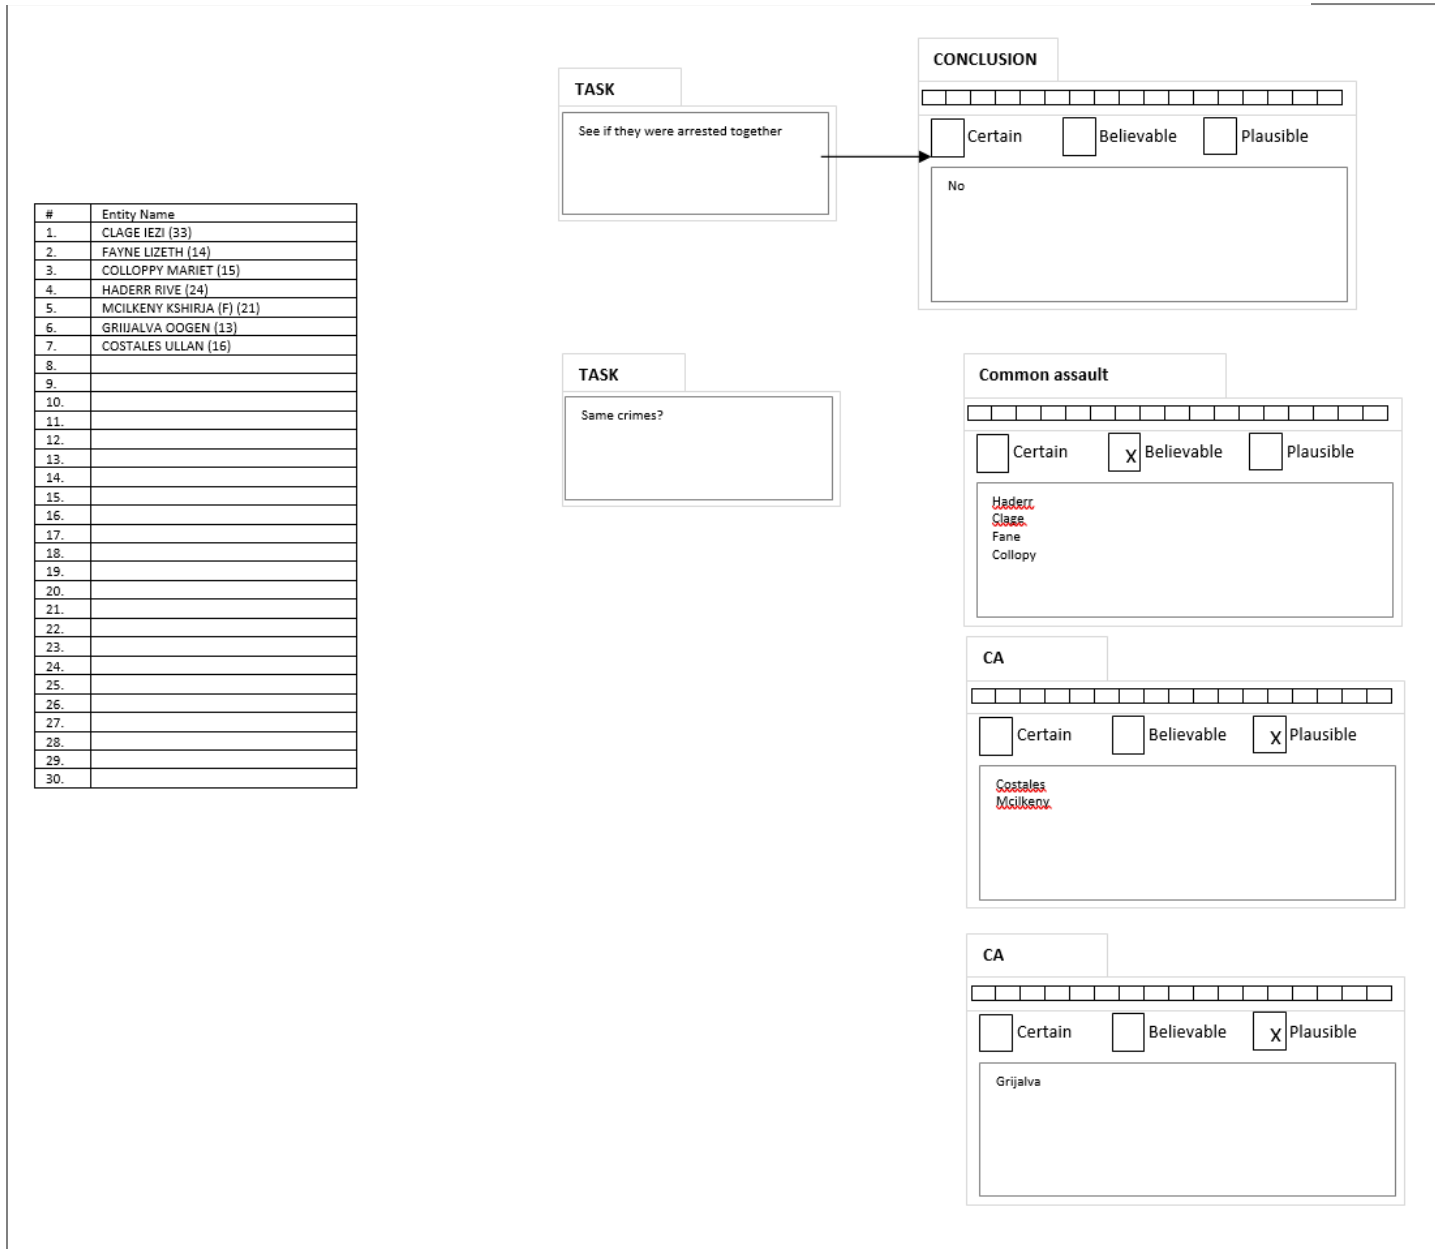 # Entity Name
1. CLAGE IEZI (33)
2. FAYNE LIZETH (14)
3. COLLOPPY MARIET (15)
4. HADERR RIVE (24)
5. MCILKENY KSHIRJA (F) (21)
6. GRIIJALVA OOGEN (13)
7. COSTALES ULLAN (16)
8.
9.
10.
11.
12.
13.
14.
15.
16.
17.
18.
19.
20.
21.
22.
23.
24.
25.
26.
27.
28.
29.
30.
TASK
See if they were arrested together
CONCLUSION
Certain Believable Plausible
No
TASK
Same crimes?
Common assault
Certain X Believable Plausible
Haderr
Clage
Fane
Collopy
CA
Certain Believable X Plausible
Costales
Mcilkeny
CA
Certain Believable X Plausible
Grijalva